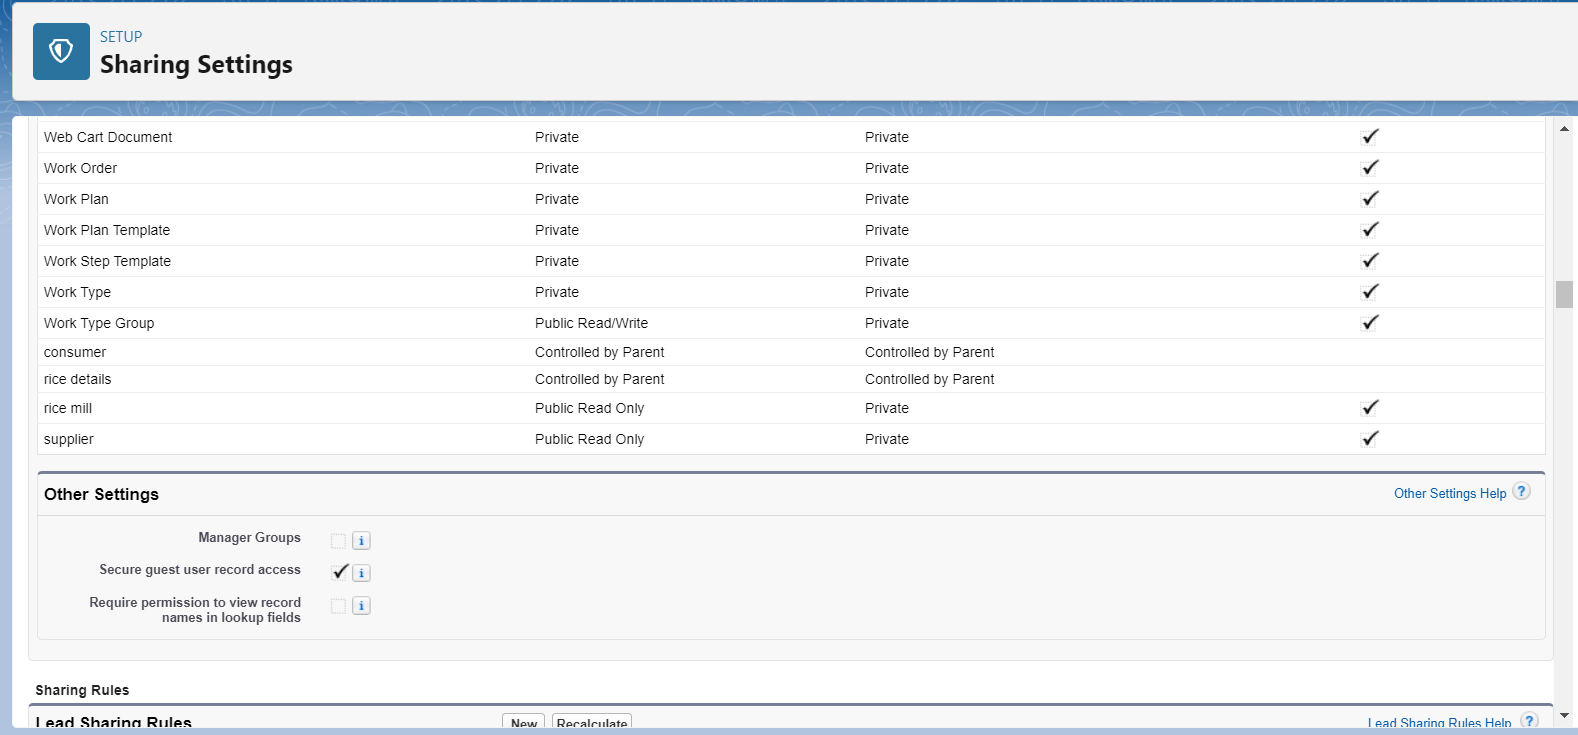 SETUP
Sharing Settings
Web Cart Document Private Private
Work Order Private Private
Work Plan Private Private
Work Plan Template Private Private
Work Step Template Private Private
Work Type Private Private
Work Type Group Public Read/Write Private
consumer Controlled by Parent Controlled by Parent
rice details Controlled by Parent Controlled by Parent
rice mill Public Read Only Private
supplier Public Read Only Private
Other Settings Other Settings Help ?
Manager Groups i
Secure guest user record access i
Require permission to view record
names in lookup fields i
Sharing Rules
Lead Sharing Rules New Recalculate Lead Sharing Rules Help ?